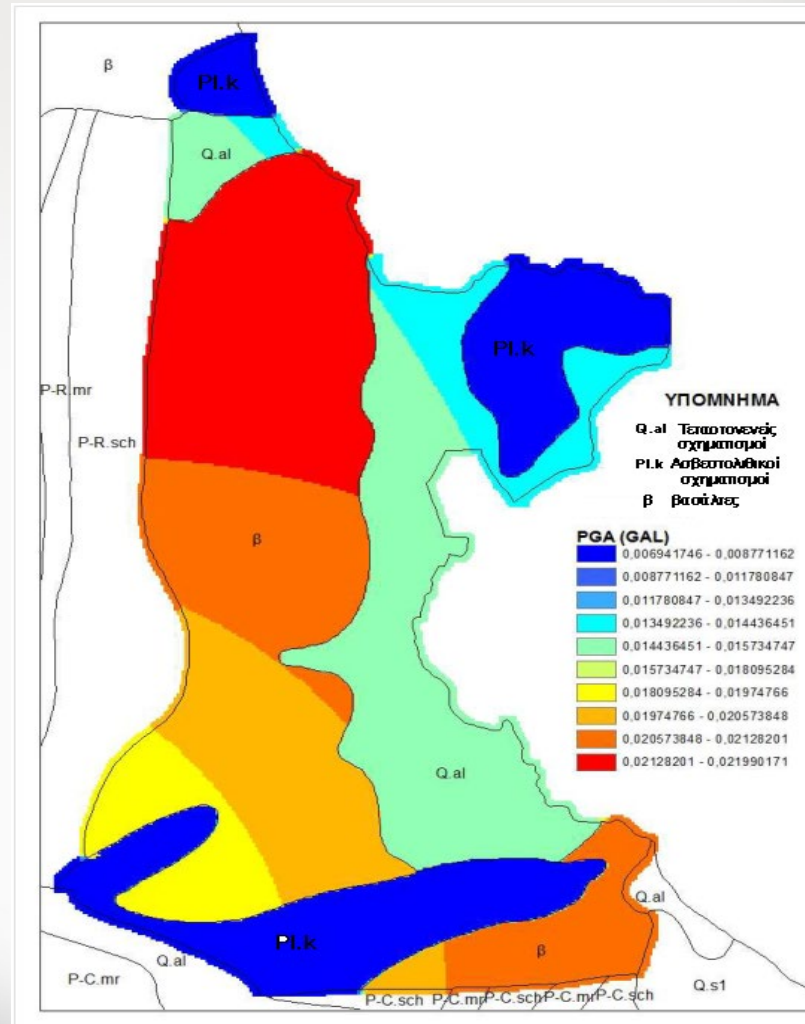 β
Pl.k
Q.al
Pl.k
P-R.mr
P-R.sch
ΥΠΟΜΝΗΜΑ
Q.al
σχηματισμοί
Pl.k Ασβεστολιθικοί
σχηματισμοί
β βασάλτες
PGA (GAL)
0,006941746 - 0,008771162
0,008771162 - 0,011780847
0,011780847 - 0,013492236
0,013492236 - 0,014436451
0,014436451 - 0,015734747
0,015734747 - 0,018095284
0,018095284 - 0,01974766
0,01974766 - 0,020573848
0,020573848 - 0,02128201
0,02128201 - 0,021990171
β
Q.al
Q.al
Pl.k
β
Q.al
P-C.mr
Q.s1
P-C.sch P-C.mr P-C.sch P-C.mr P-C.sch